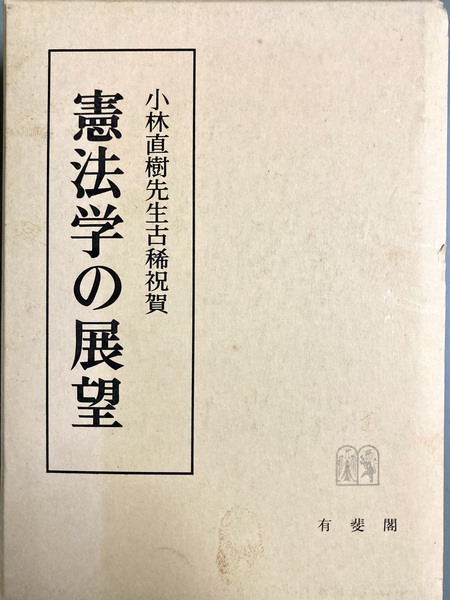 小林直樹先生古稀祝賀
憲法学の展望
有斐閣